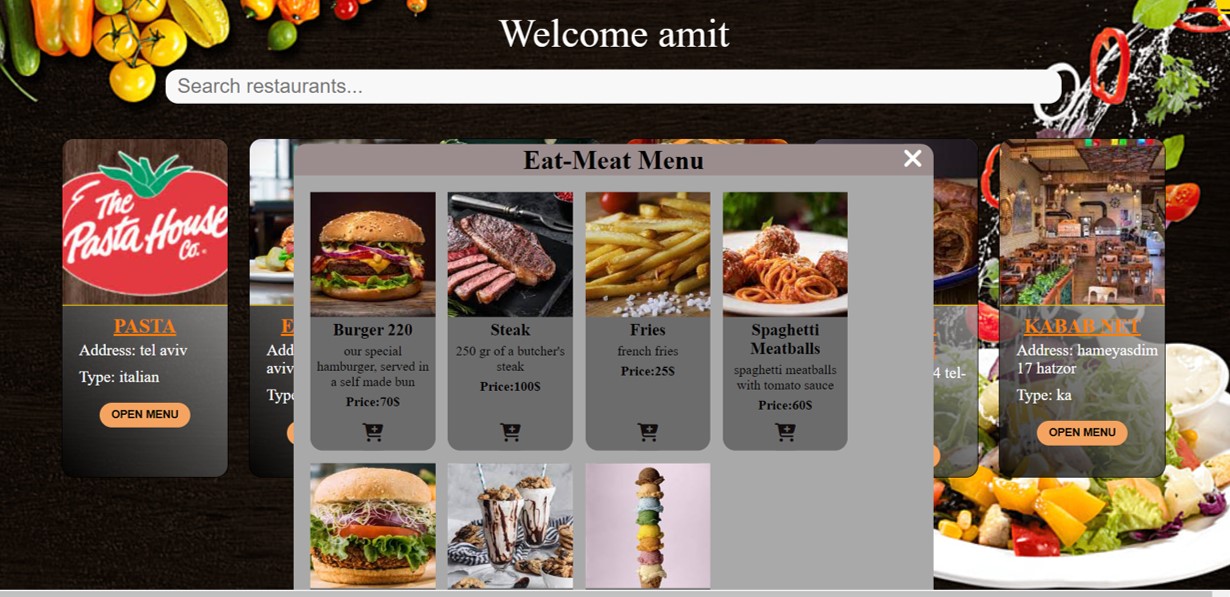 Welcome amit
Search restaurants...
The
Pasta House
Co.
PASTA
Address: tel aviv
Type: italian
OPEN MENU
E
Add
aviv
Type
Eat-Meat Menu
Burger 220
our special
hamburger, served in
a self made bun
Price:70$
Steak
250 gr of a butcher's
steak
Price:100$
Fries
french fries
Price:25$
Spaghetti
Meatballs
spaghetti meatballs
with tomato sauce
Price:60$
4 tel-
KABAB NET
Address: hameyasdim
17 hatzor
Type: ka
OPEN MENU